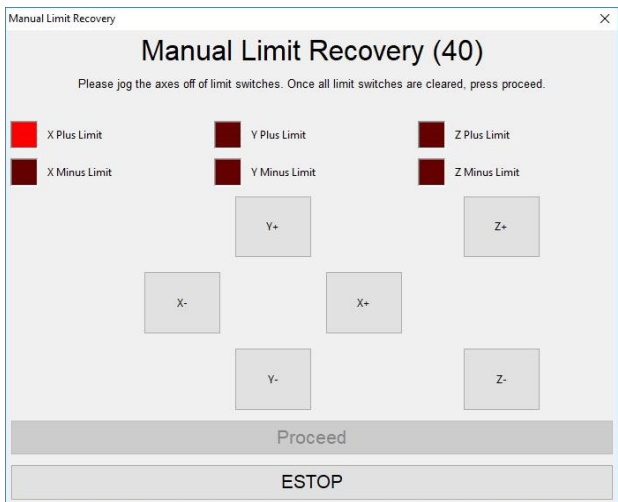 Manual Limit Recovery
Manual Limit Recovery (40)
Please jog the axes off of limit switches. Once all limit switches are cleared, press proceed.
X Plus Limit Y Plus Limit Z Plus Limit
X Minus Limit Y Minus Limit Z Minus Limit
Y+ Z+
X- X+
Y- Z-
Proceed
ESTOP